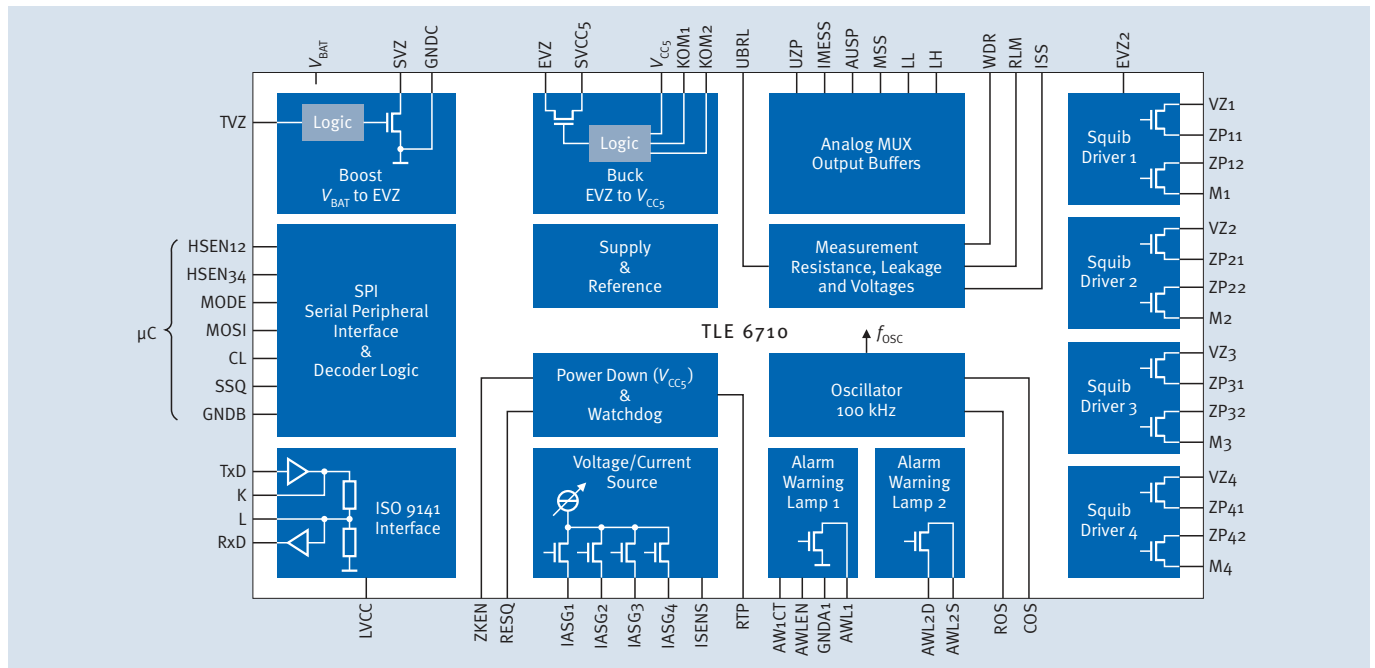 V_BAT
SVZ
GNDC
EVZ
SVCC5
V_CC5
KOM1
KOM2
UBRL
UZP
IMESS
AUSP
MSS
LL
LH
WDR
RLM
ISS
EVZ2
TVZ
Logic
Boost
V_BAT to EVZ
Logic
Buck
EVZ to V_CC5
Analog MUX
Output Buffers
Squib
Driver 1
VZ1
ZP11
ZP12
M1
µC
HSEN12
HSEN34
MODE
MOSI
CL
SSQ
GNDB
SPI
Serial Peripheral
Interface
&
Decoder Logic
Supply
&
Reference
Measurement
Resistance, Leakage
and Voltages
Squib
Driver 2
VZ2
ZP21
ZP22
M2
TLE 6710
f_OSC
Power Down (V_CC5)
&
Watchdog
Oscillator
100 kHz
Squib
Driver 3
VZ3
ZP31
ZP32
M3
TxD
K
L
RxD
ISO 9141
Interface
Voltage/Current
Source
Alarm
Warning
Lamp 1
Alarm
Warning
Lamp 2
Squib
Driver 4
VZ4
ZP41
ZP42
M4
LVCC
ZKEN
RESQ
IASG1
IASG2
IASG3
IASG4
ISENS
RTP
AW1CT
AWLEN
GNDA1
AWL1
AWL2D
AWL2S
ROS
COS